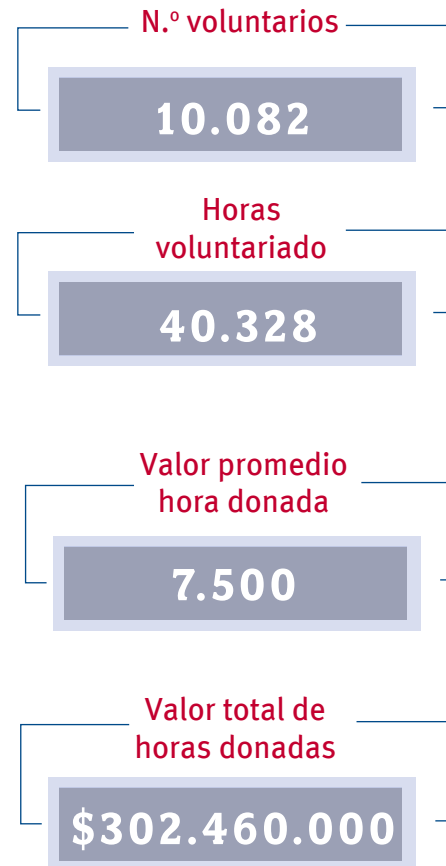 N.º voluntarios
10.082
Horas
voluntariado
40.328
Valor promedio
hora donada
7.500
Valor total de
horas donadas
$302.460.000